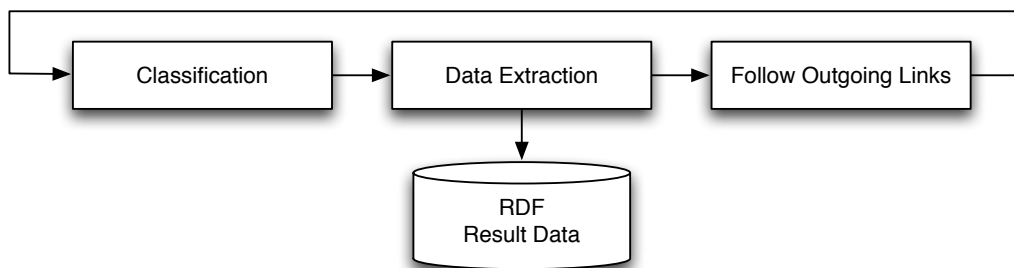 Classification
Data Extraction
Follow Outgoing Links
RDF
Result Data